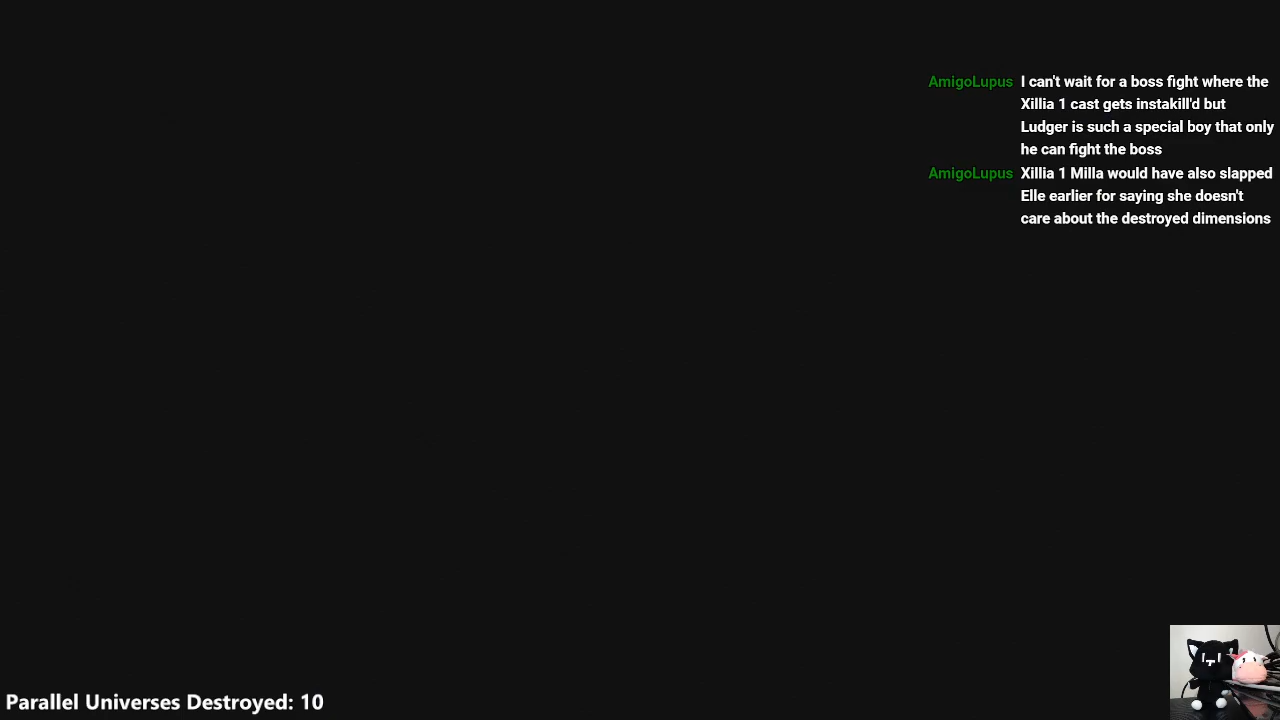 AmigoLupus I can't wait for a boss fight where the
Xillia 1 cast gets instakill'd but
Ludger is such a special boy that only
he can fight the boss
AmigoLupus Xillia 1 Milla would have also slapped
Elle earlier for saying she doesn't
care about the destroyed dimensions
Parallel Universes Destroyed: 10